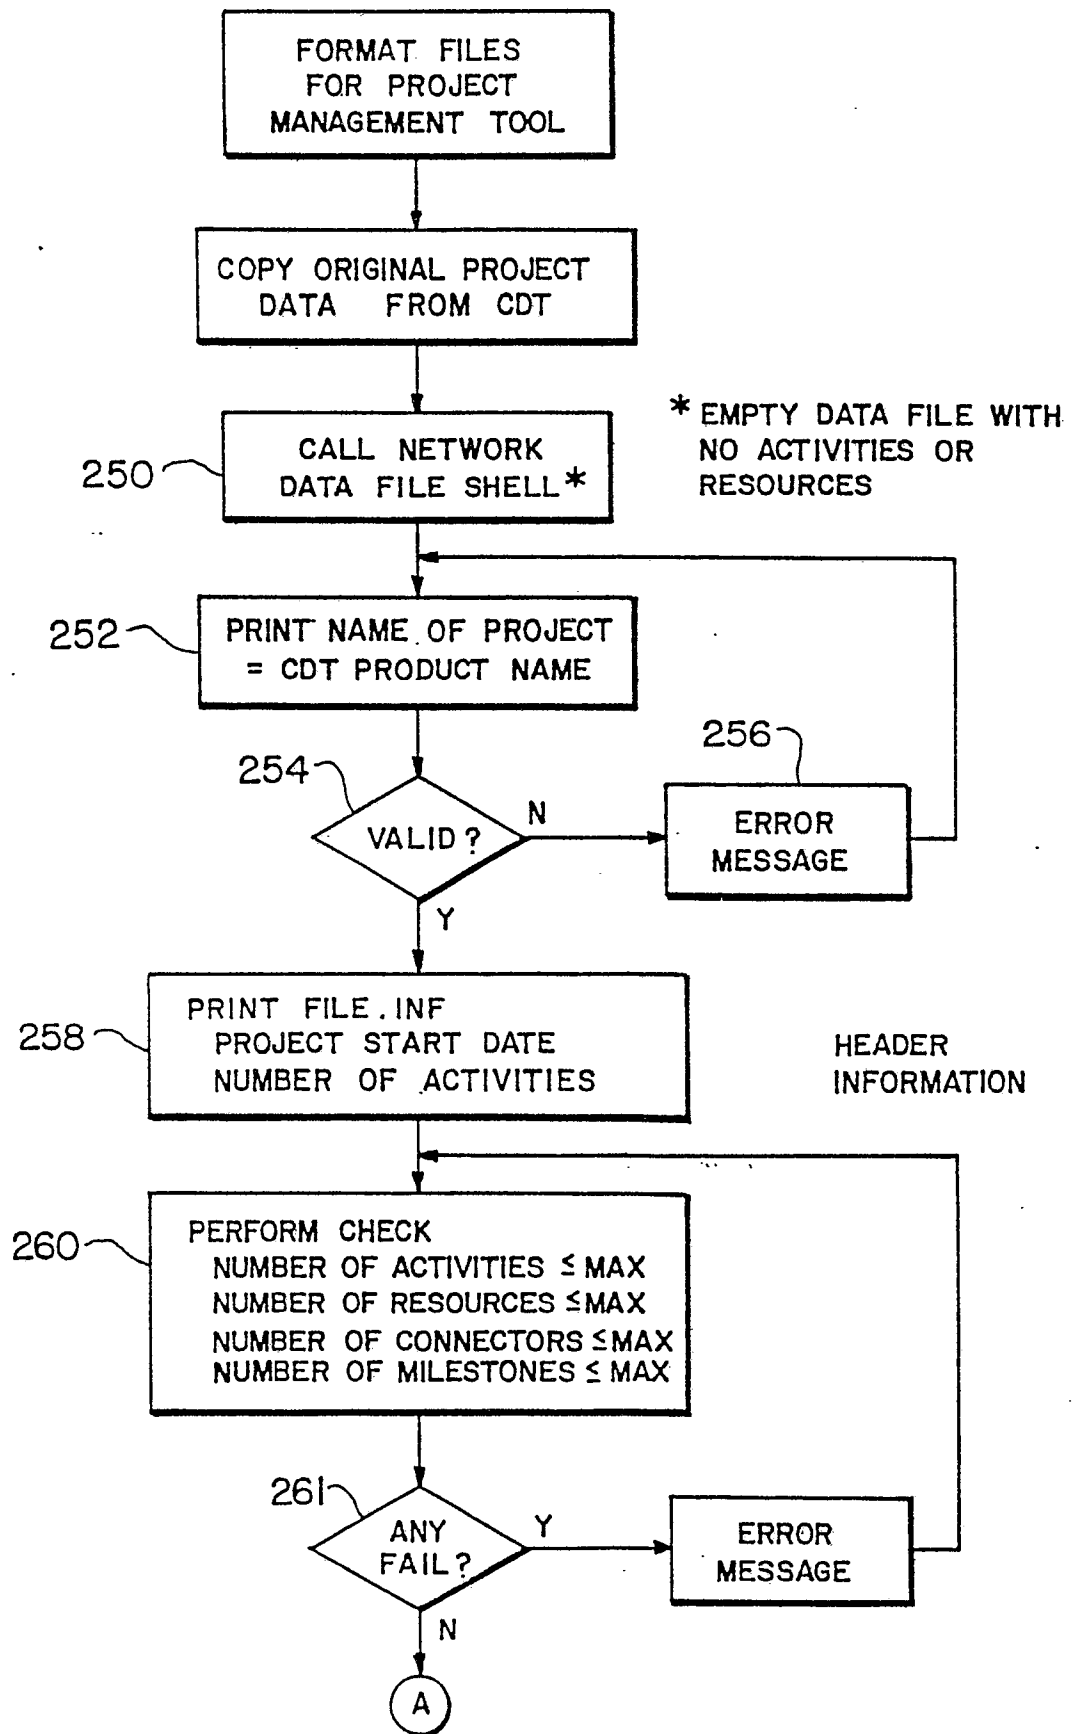 FORMAT FILES
FOR PROJECT
MANAGEMENT TOOL
COPY ORIGINAL PROJECT
DATA FROM CDT
250
CALL NETWORK
DATA FILE SHELL *
* EMPTY DATA FILE WITH
NO ACTIVITIES OR
RESOURCES
252
PRINT NAME OF PROJECT
= CDT PRODUCT NAME
254
VALID?
N
Y
256
ERROR
MESSAGE
258
PRINT FILE.INF
PROJECT START DATE
NUMBER OF ACTIVITIES
HEADER
INFORMATION
260
PERFORM CHECK
NUMBER OF ACTIVITIES ≤ MAX
NUMBER OF RESOURCES ≤ MAX
NUMBER OF CONNECTORS ≤ MAX
NUMBER OF MILESTONES ≤ MAX
261
ANY
FAIL?
Y
N
ERROR
MESSAGE
A